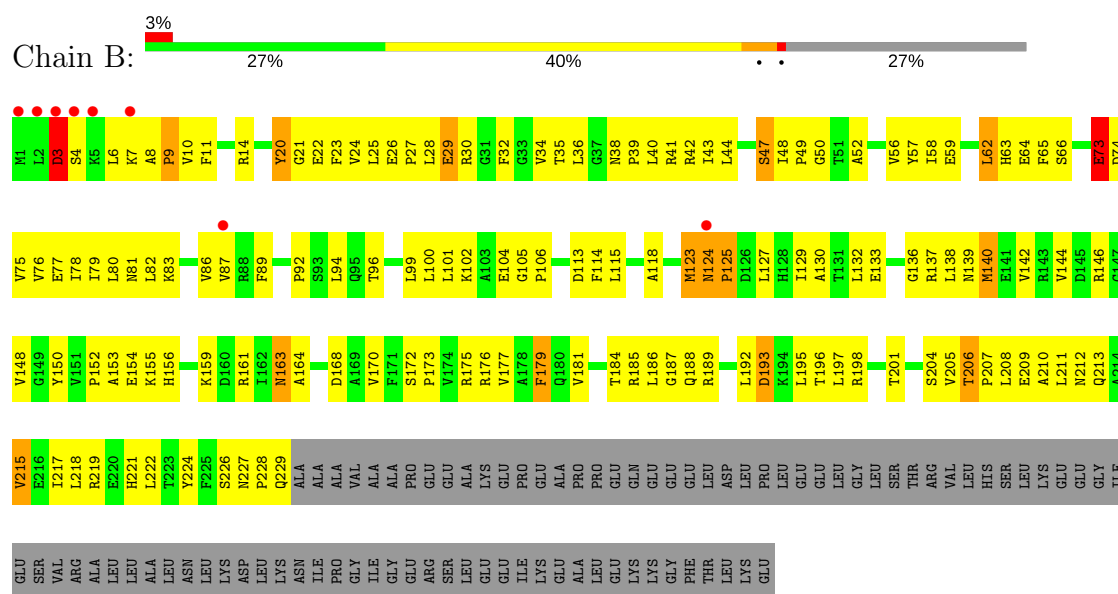 3%
Chain B:
27% 40% • • 27%
M1 L2 D3 S4 K5 L6 K7 A8 P9 V10 F11 R14 Y20 G21 E22 F23 V24 L25 E26 P27 L28 E29 R30 G31 F32 G33 V34 T35 L36 G37 N38 P39 L40 R41 R42 I43 L44 S47 I48 P49 G50 T51 A52 V56 Y57 I58 E59 L62 H63 E64 F65 S66 E73 D74
V75 V76 E77 I78 I79 L80 N81 L82 K83 V86 V87 R88 F89 P92 S93 L94 Q95 T96 L99 L100 L101 K102 A103 E104 G105 P106 D113 F114 L115 A118 M123 N124 P125 D126 L127 H128 I129 A130 T131 L132 E133 G136 R137 L138 N139 M140 E141 V142 R143 V144 D145 R146 G147
V148 G149 Y150 V151 P152 A153 E154 K155 H156 K159 D160 R161 I162 N163 A164 D168 A169 V170 F171 S172 P173 V174 R175 R176 V177 A178 F179 Q180 V181 T184 R185 L186 G187 Q188 R189 L192 D193 K194 L195 T196 L197 R198 T201 S204 V205 T206 P207 L208 E209 A210 L211 N212 Q213 A214
V215 E216 I217 L218 R219 E220 H221 L222 T223 Y224 F225 S226 N227 P228 Q229 ALA ALA ALA VAL ALA ALA PRO GLU GLU ALA LYS GLU PRO GLU ALA PRO PRO GLU GLN GLU GLU GLU LEU ASP LEU PRO LEU GLU GLU LEU GLY LEU SER THR ARG VAL LEU HIS SER LEU LYS GLU GLU GLY ILE
GLU SER VAL ARG ALA LEU LEU ALA LEU ASN LEU LYS ASP LEU LYS ASN ILE PRO GLY ILE GLY GLU ARG SER LEU GLU GLU ILE LYS GLU ALA LEU GLU LYS LYS GLY PHE THR LEU LYS GLU